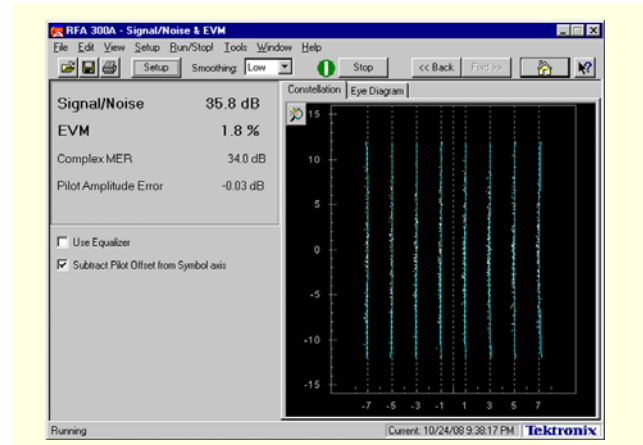 RFA 300A - Signal/Noise & EVM
File Edit View Setup Run/Stop! Tools Window Help
Setup Smoothing: Low Stop << Back Fwd >>
Signal/Noise 35.8 dB
EVM 1.8 %
Complex MER 34.0 dB
Pilot Amplitude Error -0.03 dB
Use Equalizer
Subtract Pilot Offset from Symbol axis
Constellation Eye Diagram
15
10
5
0
-5
-10
-15
-7 -5 -3 -1 1 3 5 7
Running Current: 10/24/08 9:38:17 PM Tektronix